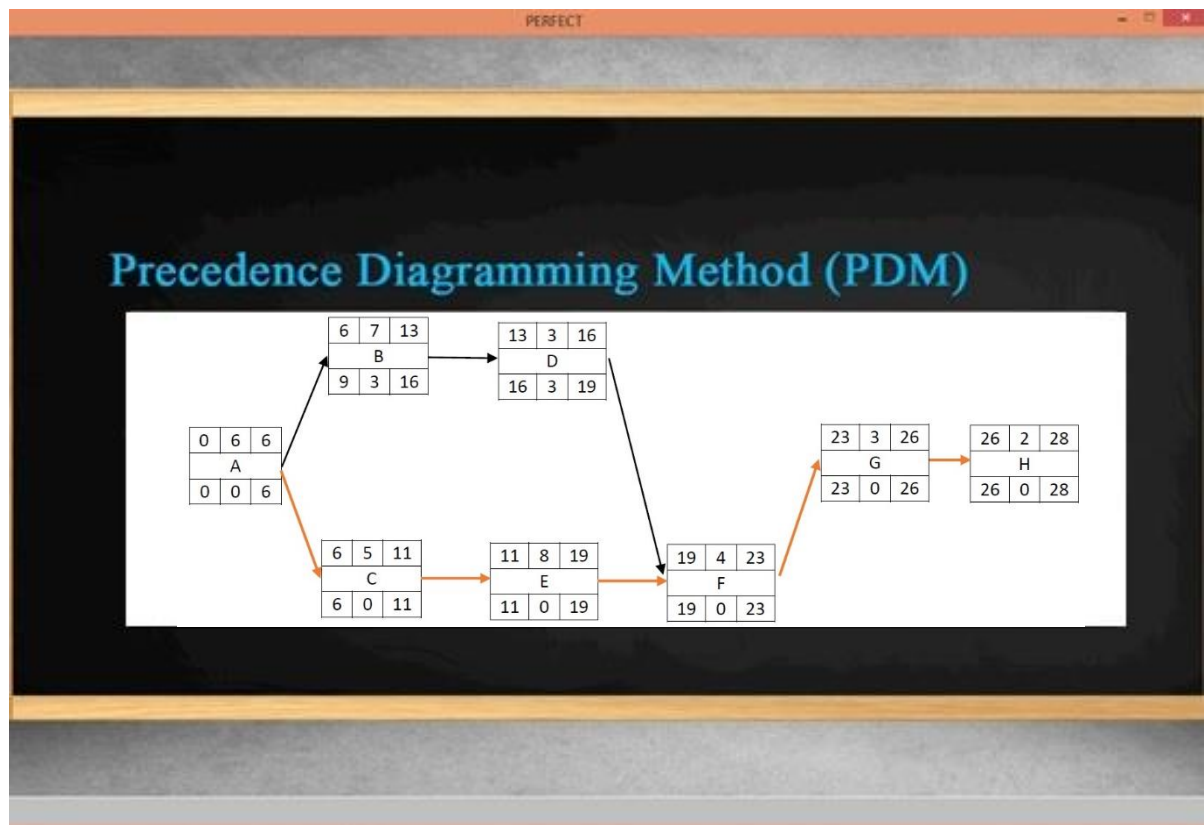 PERFECT
Precedence Diagramming Method (PDM)
0 6 6
A
0 0 6
6 7 13
B
9 3 16
13 3 16
D
16 3 19
6 5 11
C
6 0 11
11 8 19
E
11 0 19
19 4 23
F
19 0 23
23 3 26
G
23 0 26
26 2 28
H
26 0 28